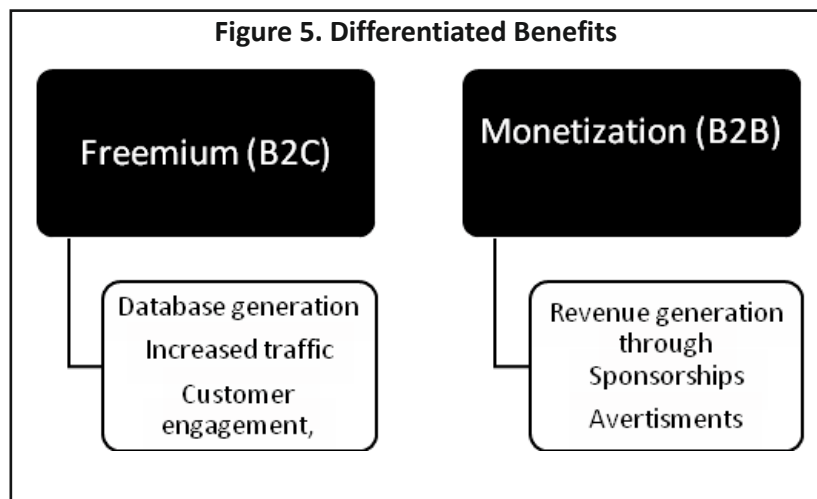 Figure 5. Differentiated Benefits
Freemium (B2C)
Database generation
Increased traffic
Customer
engagement,
Monetization (B2B)
Revenue generation
through
Sponsorships
Avertisments